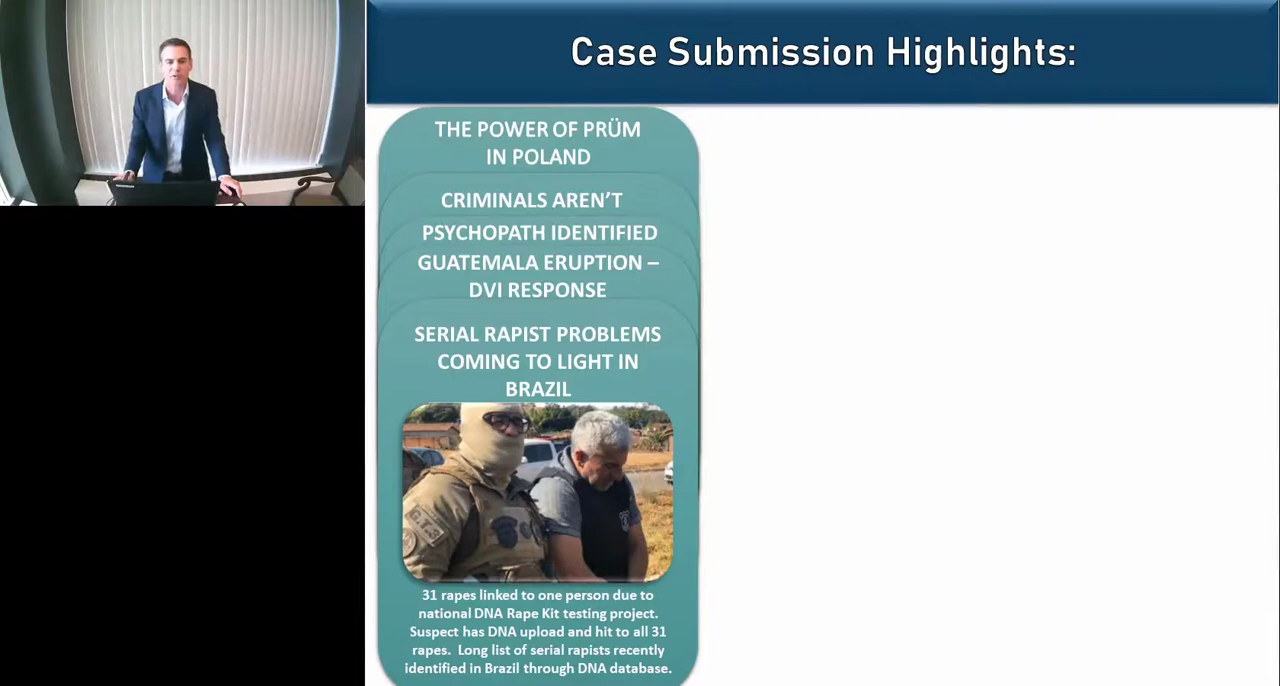 Case Submission Highlights:
THE POWER OF PRÜM
IN POLAND
CRIMINALS AREN'T
PSYCHOPATH IDENTIFIED
GUATEMALA ERUPTION –
DVI RESPONSE
SERIAL RAPIST PROBLEMS
COMING TO LIGHT IN
BRAZIL
G.T.3
31 rapes linked to one person due to
national DNA Rape Kit testing project.
Suspect has DNA upload and hit to all 31
rapes. Long list of serial rapists recently
identified in Brazil through DNA database.